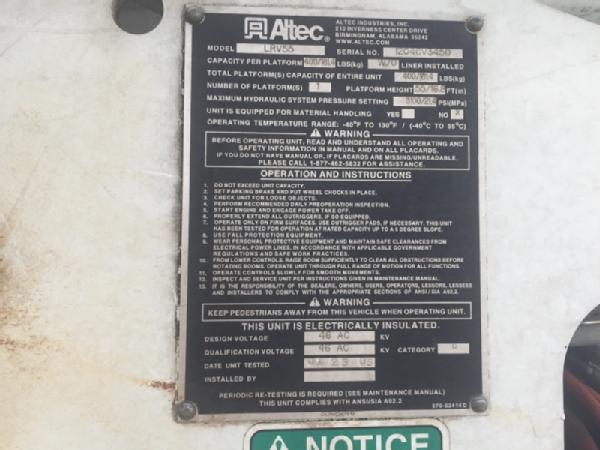 Altec
ALTEC INDUSTRIES, INC.
210 INVERNESS CENTER DRIVE
BIRMINGHAM, ALABAMA 35242
WWW.ALTEC.COM
MODEL LRV55 SERIAL NO. 1204CV3450
CAPACITY PER PLATFORM 400/181.4 LBS(kg) W/O LINER INSTALLED
TOTAL PLATFORM(S) CAPACITY OF ENTIRE UNIT 400/181.4 LBS(kg)
NUMBER OF PLATFORM(S) 1 PLATFORM HEIGHT 55/16.8 FT(m)
MAXIMUM HYDRAULIC SYSTEM PRESSURE SETTING 3100/21.4 PSI(MPa)
UNIT IS EQUIPPED FOR MATERIAL HANDLING YES NO X
OPERATING TEMPERATURE RANGE: -40°F TO 130°F / (-40°C TO 55°C)
WARNING
BEFORE OPERATING UNIT, READ AND UNDERSTAND ALL OPERATING AND
SAFETY INFORMATION IN MANUAL AND ON ALL PLACARDS.
IF YOU DO NOT HAVE MANUAL OR, IF PLACARDS ARE MISSING/UNREADABLE.
PLEASE CALL 1-877-462-5832 FOR ASSISTANCE.
OPERATION AND INSTRUCTIONS
1. DO NOT EXCEED UNIT CAPACITY.
2. SET PARKING BRAKE AND PUT WHEEL CHOCKS IN PLACE.
3. CHECK UNIT FOR LOOSE OBJECTS.
4. PERFORM RECOMMENDED DAILY PREOPERATION INSPECTION.
5. START ENGINE AND ENGAGE POWER TAKE OFF.
6. PROPERLY EXTEND ALL OUTRIGGERS, IF SO EQUIPPED.
7. OPERATE ONLY ON FIRM SURFACES. USE OUTRIGGER PADS, IF NECESSARY. THIS UNIT
HAS BEEN TESTED FOR OPERATION AT RATED CAPACITY UP TO A 5 DEGREE SLOPE.
8. USE FALL PROTECTION EQUIPMENT.
9. WEAR PERSONAL PROTECTIVE EQUIPMENT AND MAINTAIN SAFE CLEARANCES FROM
ELECTRICAL POWER LINES, IN ACCORDANCE WITH APPLICABLE GOVERNMENT
REGULATIONS AND SAFE WORK PRACTICES.
10. FROM LOWER CONTROLS, RAISE BOOM SUFFICIENTLY TO CLEAR ALL OBSTRUCTIONS BEFORE
ROTATING BOOMS. OPERATE UNIT THROUGH FULL RANGE OF MOTION FOR ALL FUNCTIONS.
11. OPERATE CONTROLS SLOWLY FOR SMOOTH MOVEMENTS.
12. INSPECT AND SERVICE UNIT PER INSTRUCTIONS GIVEN IN MAINTENANCE MANUAL.
13. IT IS THE RESPONSIBILITY OF THE DEALERS, OWNERS, USERS, OPERATORS, LESSORS, LESSEES
AND INSTALLERS TO COMPLY WITH THE APPROPRIATE SECTIONS OF ANSI/SIA A92.2.
WARNING
KEEP PEDESTRIANS AWAY FROM THIS VEHICLE WHEN OPERATING UNIT.
THIS UNIT IS ELECTRICALLY INSULATED.
DESIGN VOLTAGE 46 AC KV
QUALIFICATION VOLTAGE 46 AC KV CATEGORY C
DATE UNIT TESTED
INSTALLED BY
PERIODIC RE-TESTING IS REQUIRED (SEE MAINTENANCE MANUAL)
THIS UNIT COMPLIES WITH ANSI/SIA A92.2
NOTICE